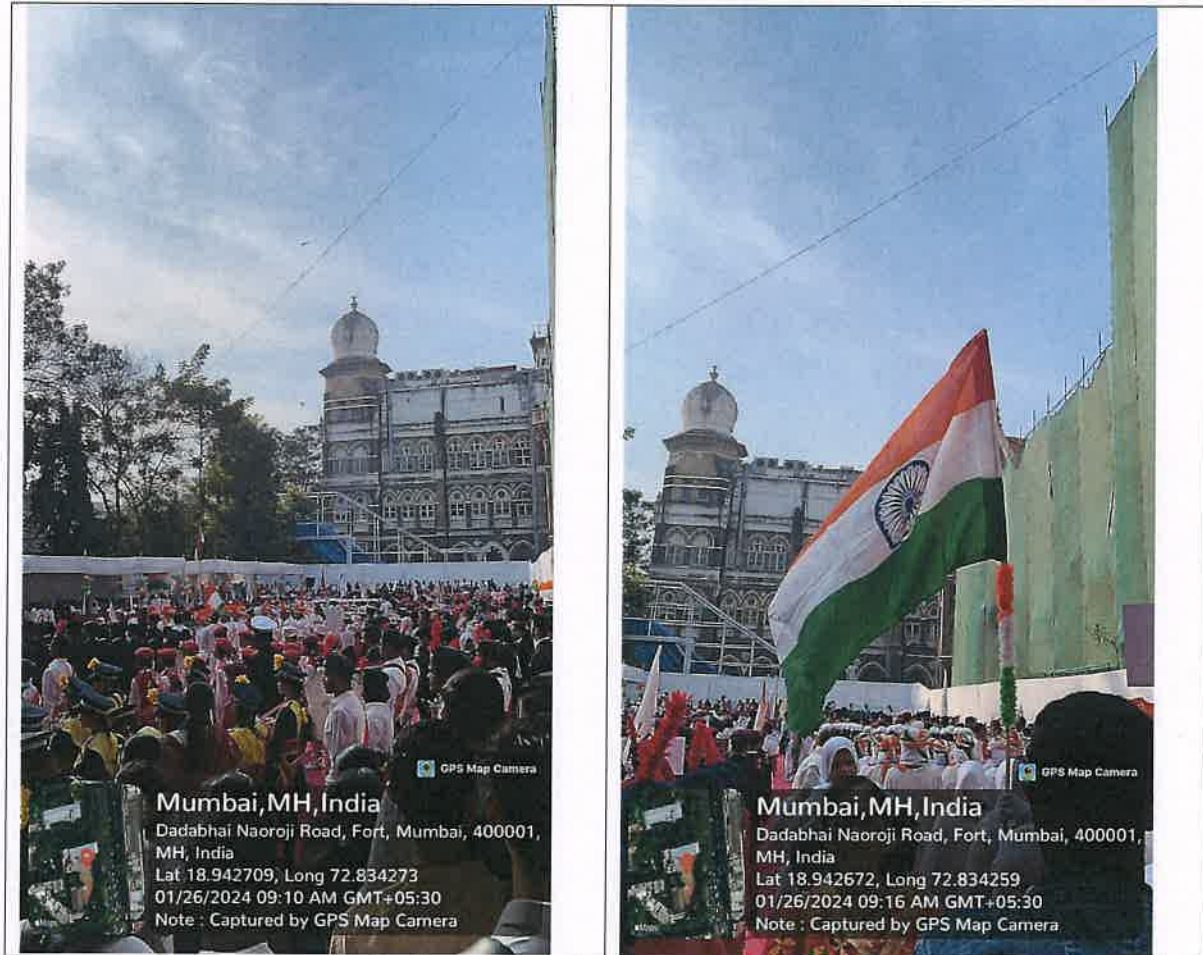 GPS Map Camera
Mumbai,MH,India
Dadabhai Naoroji Road, Fort, Mumbai, 400001,
MH, India
Lat 18.942709, Long 72.834273
01/26/2024 09:10 AM GMT+05:30
Note : Captured by GPS Map Camera
GPS Map Camera
Mumbai,MH,India
Dadabhai Naoroji Road, Fort, Mumbai, 400001,
MH, India
Lat 18.942672, Long 72.834259
01/26/2024 09:16 AM GMT+05:30
Note : Captured by GPS Map Camera